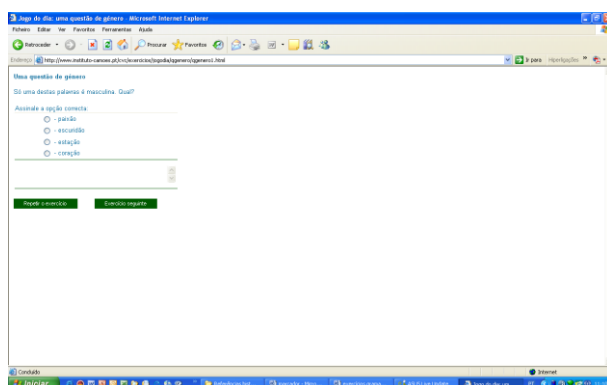 Jogo do dia: uma questão de género - Microsoft Internet Explorer
Ficheiro Editar Ver Favoritos Ferramentas Ajuda
Retroceder Procurar Favoritos
Endereço http://www.instituto-camoes.pt/cvc/exercicios/jogodia/qgenero/qgenero1.html Ir para Hiperligações
Uma questão de género
Só uma destas palavras é masculina. Qual?
Assinale a opção correcta:
- paixão
- escuridão
- estação
- coração
Repetir o exercício Exercício seguinte
Concluído Internet
Iniciar